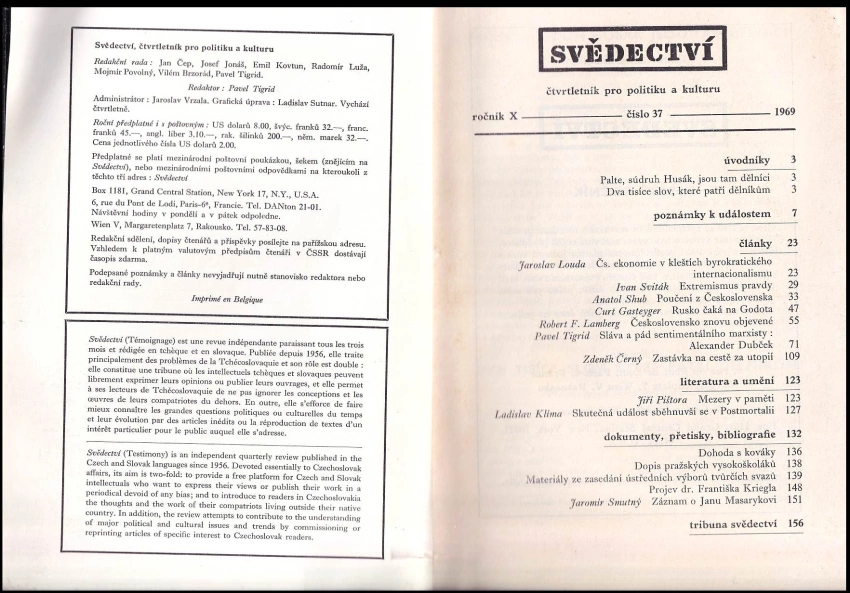 Svědectví, čtvrtletník pro politiku a kulturu
Redakční rada : Jan Čep, Josef Jonáš, Emil Kovtun, Radomír Luža,
Mojmír Povolný, Vilém Brzorád, Pavel Tigrid.
Redaktor : Pavel Tigrid
Administrátor : Jaroslav Vrzala. Grafická úprava : Ladislav Sutnar. Vychází
čtvrtletně.
Roční předplatné i s poštovným : US dolarů 8.00, švýc. franků 32.—, franc.
franků 45.—, angl. liber 3.10.—, rak. šilinků 200.—, něm. marek 32.—.
Cena jednotlivého čísla US dolarů 2.00.
Předplatné se platí mezinárodní poštovní poukázkou, šekem (znějícím na
Svědectví), nebo mezinárodními poštovními odpovědkami na kteroukoli z
těchto tří adres : Svědectví
Box 1181, Grand Central Station, New York 17, N.Y., U.S.A.
6, rue du Pont de Lodi, Paris-6e, Francie. Tel. DANton 21-01.
Návštěvní hodiny v pondělí a v pátek odpoledne.
Wien V, Margaretenplatz 7, Rakousko. Tel. 57-83-08.
Redakční sdělení, dopisy čtenářů a příspěvky posílejte na pařížskou adresu.
Vzhledem k platným valutovým předpisům čtenáři v ČSSR dostávají
časopis zdarma.
Podepsané poznámky a články nevyjadřují nutně stanovisko redaktora nebo
redakční rady.
Imprimé en Belgique
Svědectví (Témoignage) est une revue indépendante paraissant tous les trois
mois et rédigée en tchèque et en slovaque. Publiée depuis 1956, elle traite
principalement des problèmes de la Tchécoslovaquie et son rôle est double :
elle constitue une tribune où les intellectuels tchèques et slovaques peuvent
librement exprimer leurs opinions ou publier leurs ouvrages, et elle permet
à ses lecteurs de Tchécoslovaquie de ne pas ignorer les conceptions et les
œuvres de leurs compatriotes du dehors. En outre, elle s'efforce de faire
mieux connaître les grandes questions politiques ou culturelles du temps
et leur évolution par des articles inédits ou la réproduction de textes d'un
intérêt particulier pour le public auquel elle s'adresse.
Svědectví (Testimony) is an independent quarterly review published in the
Czech and Slovak languages since 1956. Devoted essentially to Czechoslovak
affairs, its aim is two-fold: to provide a free platform for Czech and Slovak
intellectuals who want to express their views or publish their work in a
periodical devoid of any bias; and to introduce to readers in Czechoslovakia
the thoughts and the work of their compatriots living outside their native
country. In addition, the review attempts to contribute to the understanding
of major political and cultural issues and trends by commissioning or
reprinting articles of specific interest to Czechoslovak readers.
SVĚDECTVÍ
čtvrtletník pro politiku a kulturu
ročník X — číslo 37 — 1969
úvodníky 3
Palte, súdruh Husák, jsou tam dělníci 3
Dva tisíce slov, které patří dělníkům 3
poznámky k událostem 7
články 23
Jaroslav Louda Čs. ekonomie v kleštích byrokratického
internacionalismu 23
Ivan Sviták Extremismus pravdy 29
Anatol Shub Poučení z Československa 33
Curt Gasteyger Rusko čaká na Godota 47
Robert F. Lamberg Československo znovu objevené 55
Pavel Tigrid Sláva a pád sentimentálního marxisty :
Alexander Dubček 71
Zdeněk Černý Zastávka na cestě za utopií 109
literatura a umění 123
Jiří Pištora Mezery v paměti 123
Ladislav Klíma Skutečná událost sběhnuvší se v Postmortalii 127
dokumenty, přetisky, bibliografie 132
Dohoda s kováky 136
Dopis pražských vysokoškoláků 138
Materiály ze zasedání ústředních výborů tvůrčích svazů 139
Projev dr. Františka Kriegla 148
Jaromír Smutný Záznam o Janu Masarykovi 151
tribuna svědectví 156